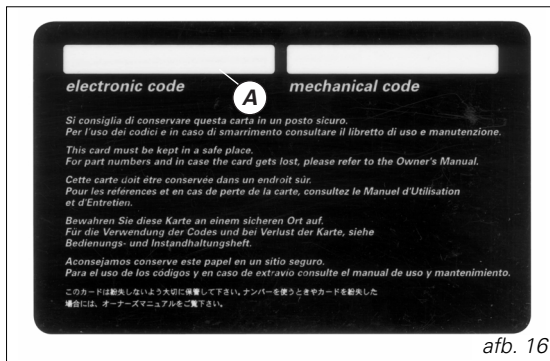 electronic code mechanical code
A
Si consiglia di conservare questa carta in un posto sicuro.
Per l'uso dei codici e in caso di smarrimento consultare il libretto di uso e manutenzione.
This card must be kept in a safe place.
For part numbers and in case the card gets lost, please refer to the Owner's Manual.
Cette carte doit être conservée dans un endroit sûr.
Pour les références et en cas de perte de la carte, consultez le Manuel d'Utilisation
et d'Entretien.
Bewahren Sie diese Karte an einem sicheren Ort auf.
Für die Verwendung der Codes und bei Verlust der Karte, siehe
Bedienungs- und Instandhaltungsheft.
Aconsejamos conserve este papel en un sitio seguro.
Para el uso de los códigos y en caso de extravio consulte el manual de uso y mantenimiento.
このカードは紛失しないよう大切に保管して下さい。ナンバーを使うときやカードを紛失した
場合には、オーナーズマニュアルをご覧下さい。
afb. 16